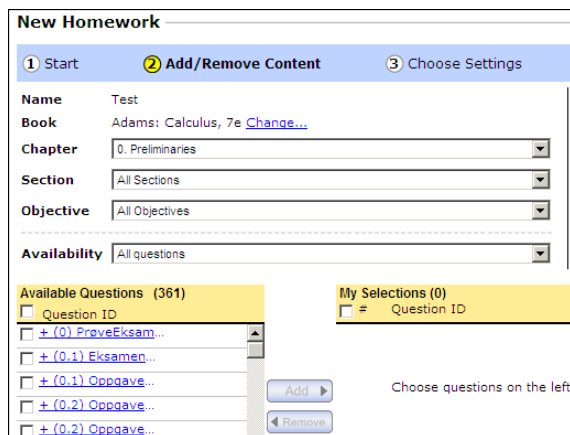 New Homework
1 Start 2 Add/Remove Content 3 Choose Settings
Name Test
Book Adams: Calculus, 7e Change...
Chapter 0. Preliminaries
Section All Sections
Objective All Objectives
Availability All questions
Available Questions (361)
Question ID
+ (0) PrøveEksam...
+ (0.1) Eksamen...
+ (0.1) Oppgave...
+ (0.2) Oppgave...
+ (0.2) Oppgave...
Add
Remove
My Selections (0)
# Question ID
Choose questions on the left